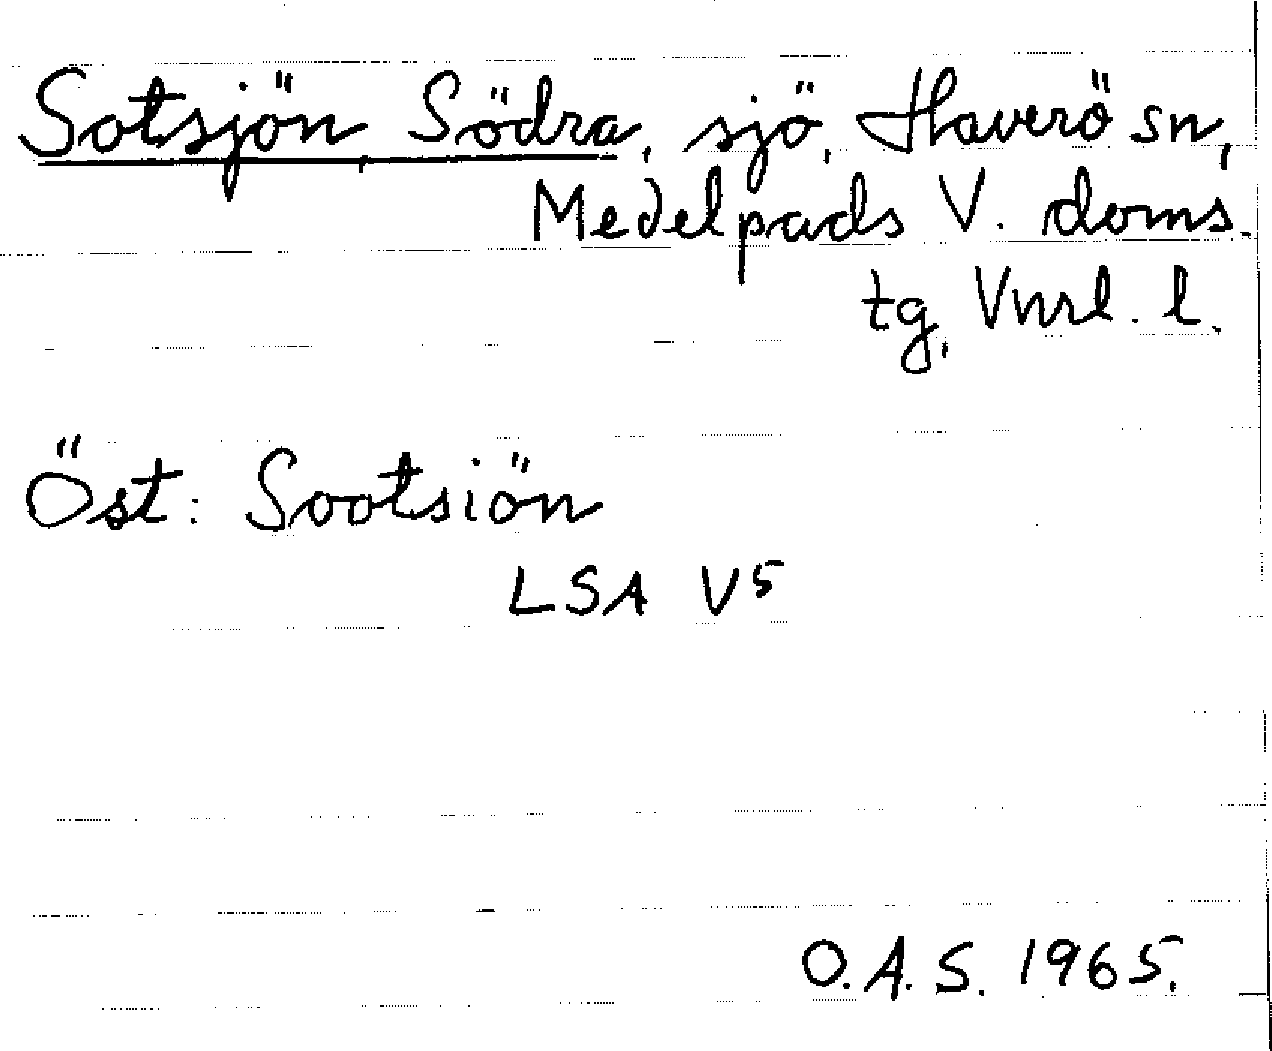 Sotsjön, Södra, sjö, Haverö sn,
Medelpads V. doms.
tg, Vnrl. l.
Öst: Sootsiön
LSA V5
O.A.S. 1965.